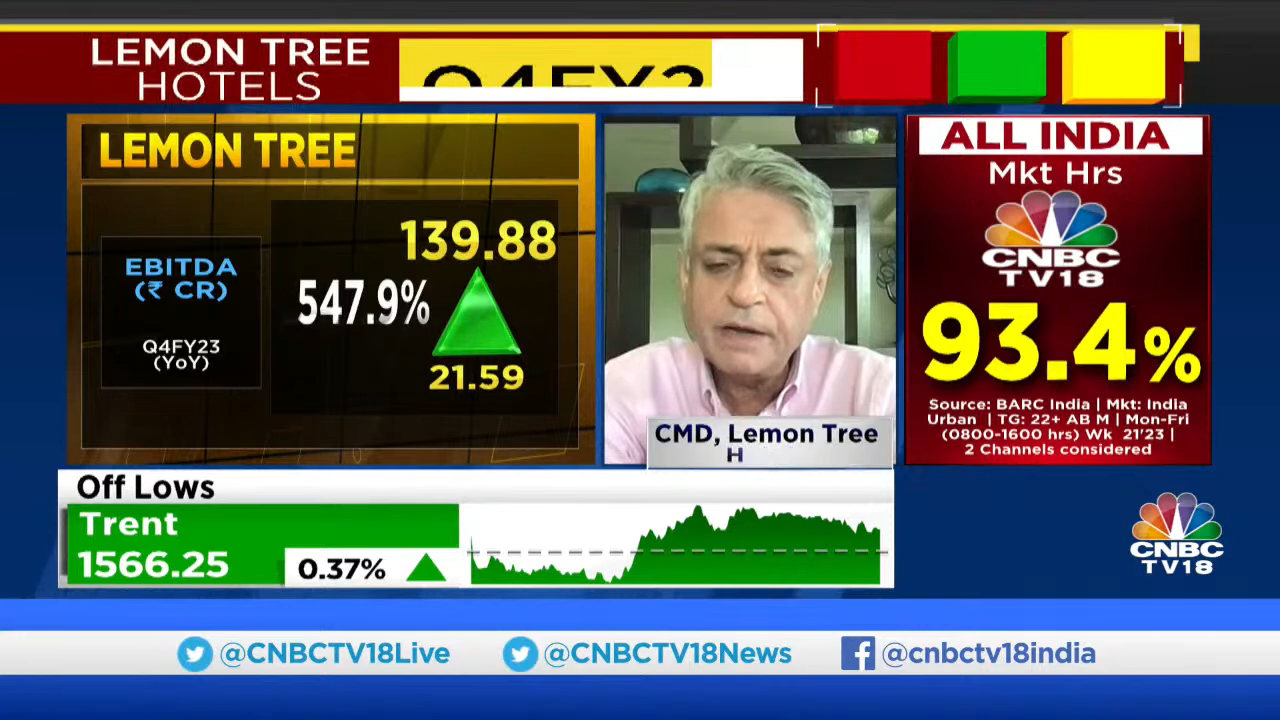 LEMON TREE
HOTELS
Q4FY2
LEMON TREE
EBITDA
(₹ CR)
Q4FY23
(YoY)
139.88
547.9%
21.59
CMD, Lemon Tree
H
ALL INDIA
Mkt Hrs
CNBC
TV18
93.4%
Source: BARC India | Mkt: India
Urban | TG: 22+ AB M | Mon-Fri
(0800-1600 hrs) Wk 21'23 |
2 Channels considered
Off Lows
Trent
1566.25
0.37%
CNBC
TV18
@CNBCTV18Live
@CNBCTV18News
@cnbctv18india